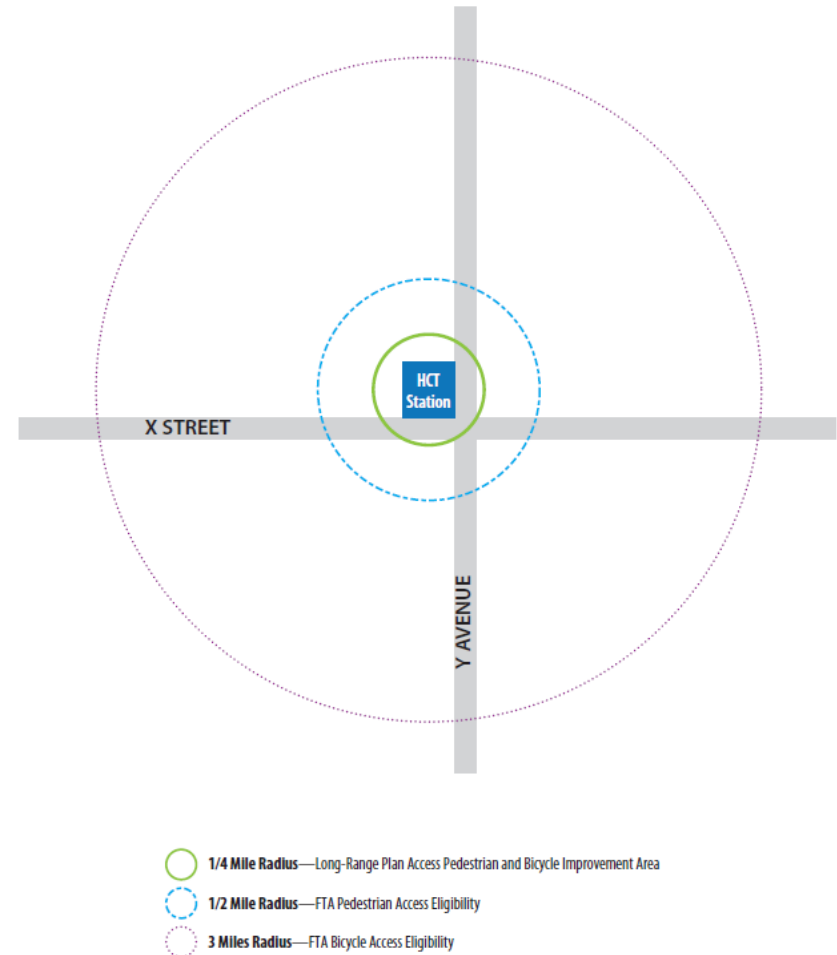 HCT
Station
X STREET
Y AVENUE
1/4 Mile Radius—Long-Range Plan Access Pedestrian and Bicycle Improvement Area
1/2 Mile Radius—FTA Pedestrian Access Eligibility
3 Miles Radius—FTA Bicycle Access Eligibility